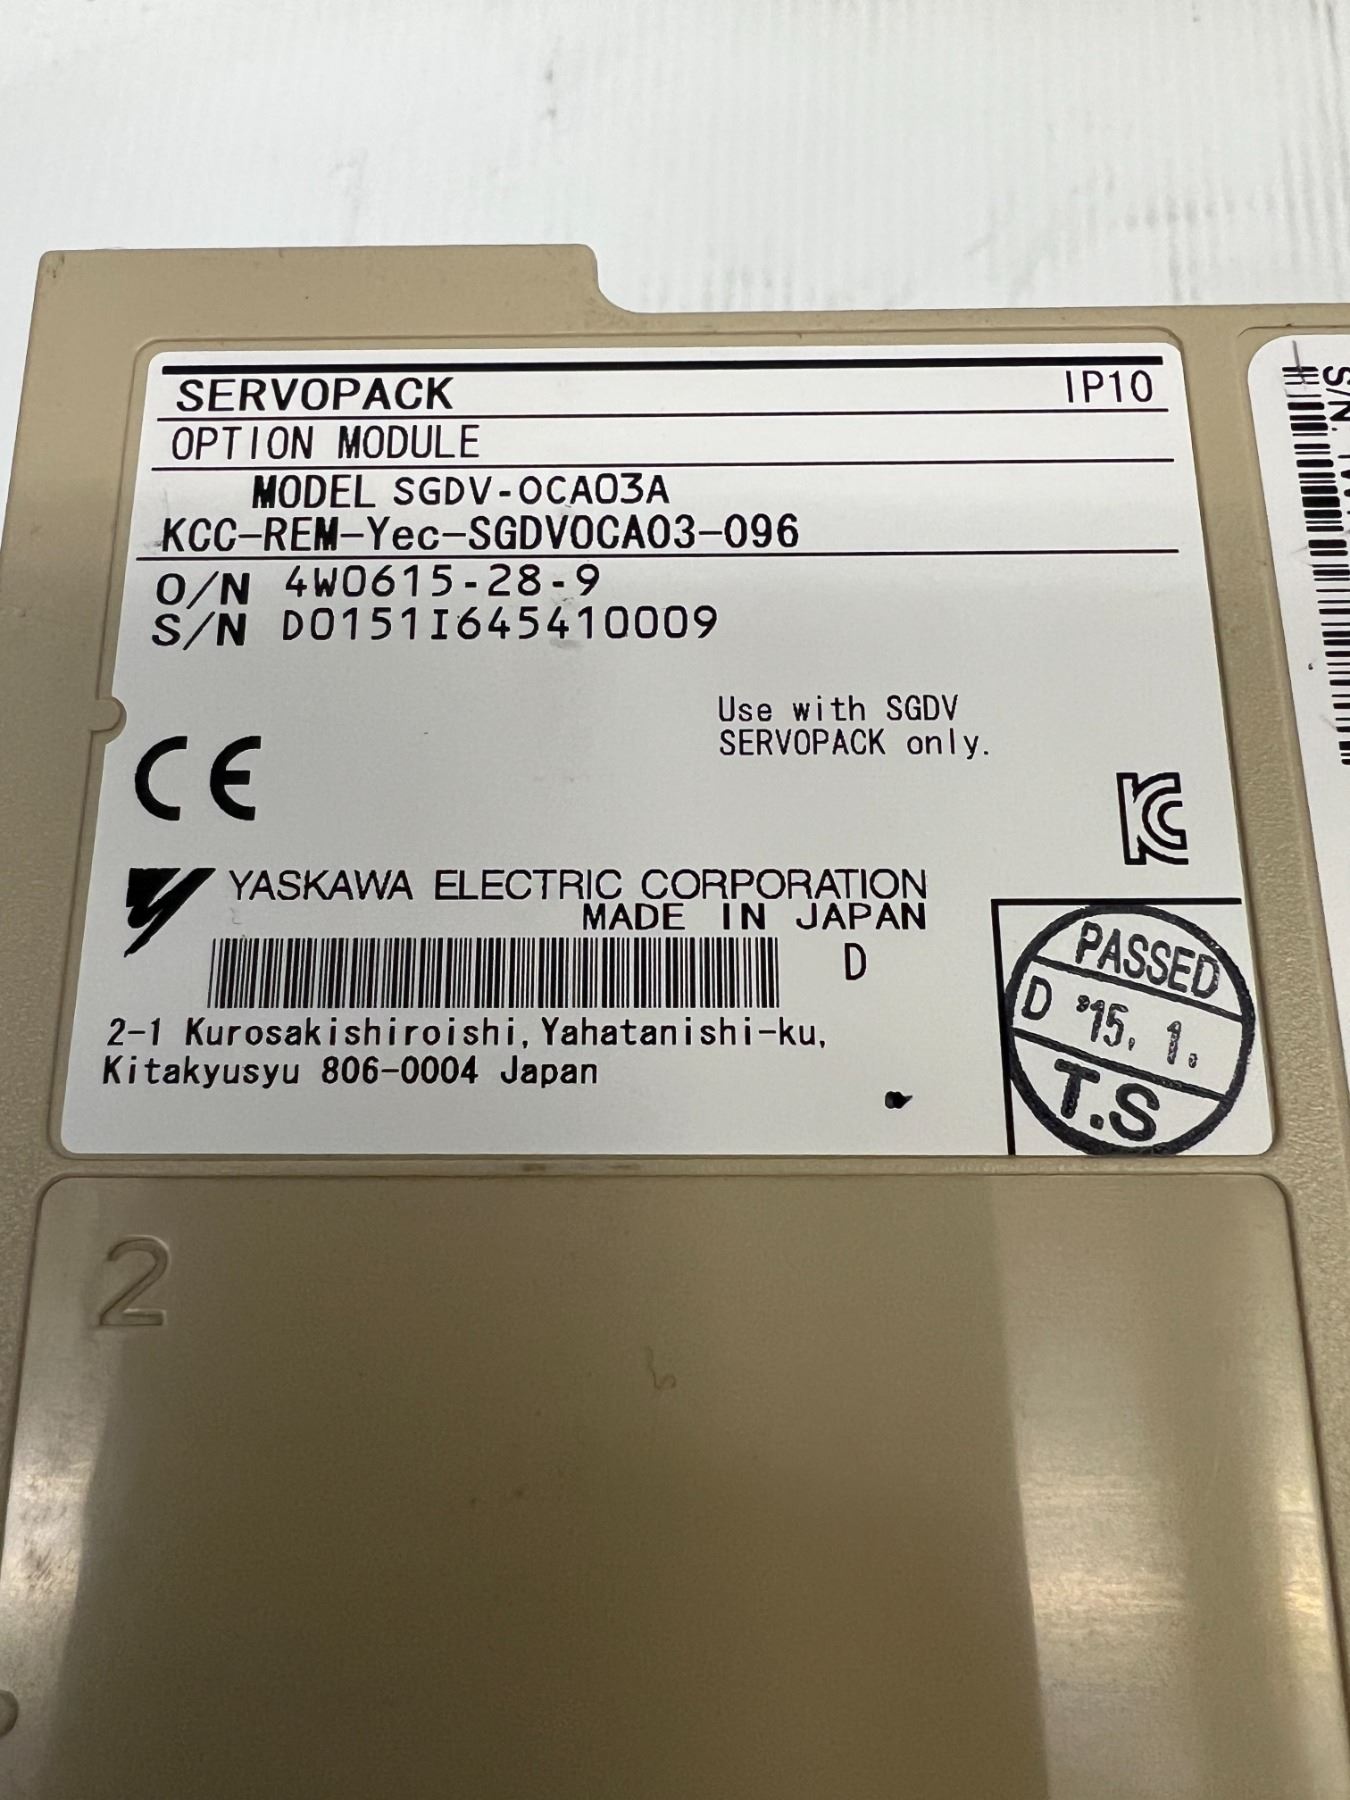 SERVOPACK IP10
OPTION MODULE
MODEL SGDV-OCA03A
KCC-REM-Yec-SGDVOCA03-096
O/N 4W0615-28-9
S/N D0151I645410009
Use with SGDV
SERVOPACK only.
CE
KC
YASKAWA ELECTRIC CORPORATION
MADE IN JAPAN
D
2-1 Kurosakishiroishi, Yahatanishi-ku,
Kitakyusyu 806-0004 Japan
PASSED
D '15. 1.
T.S
2
S/N.